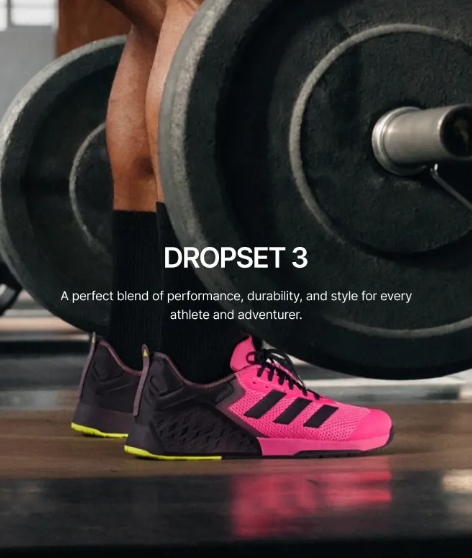 DROPSET 3
A perfect blend of performance, durability, and style for every
athlete and adventurer.